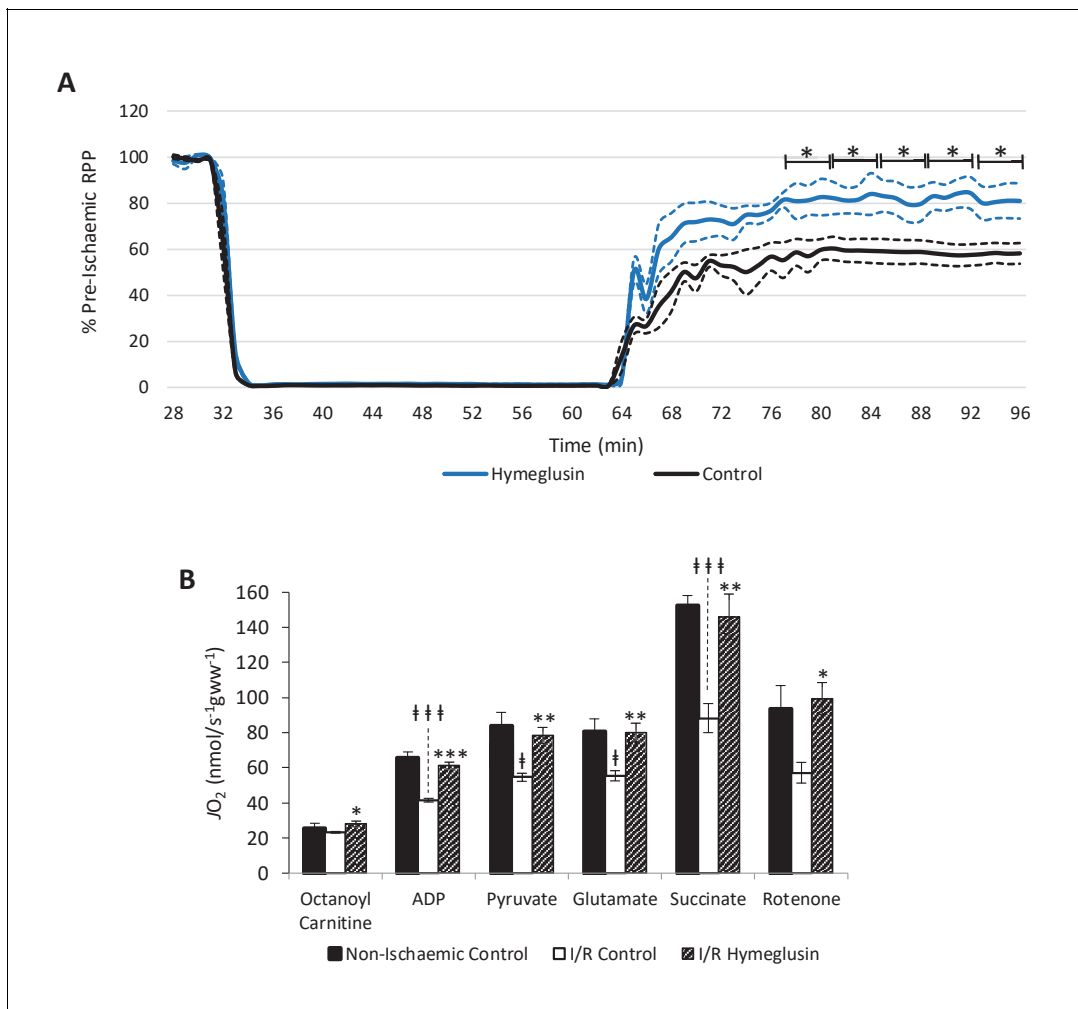 A
120
100
80
60
40
20
0
% Pre-Ischaemic RPP
* * * * *
28 32 36 40 44 48 52 56 60 64 68 72 76 80 84 88 92 96
Time (min)
Hymeglusin Control
B
160
140
120
100
80
60
40
20
0
JO₂ (nmol/s⁻¹gww⁻¹)
*
ǂǂǂ
***
ǂ
**
ǂ
**
ǂǂǂ
**
*
Octanoyl Carnitine ADP Pyruvate Glutamate Succinate Rotenone
Non-Ischaemic Control I/R Control I/R Hymeglusin